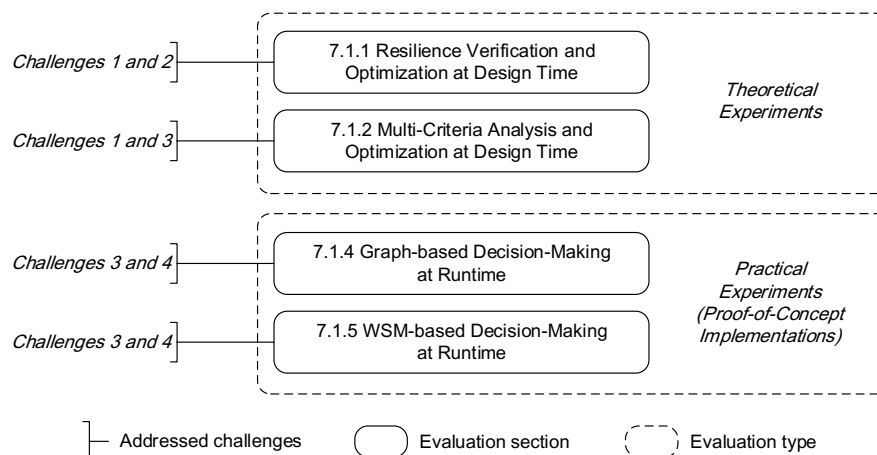 Challenges 1 and 2
7.1.1 Resilience Verification and
Optimization at Design Time
Theoretical
Experiments
Challenges 1 and 3
7.1.2 Multi-Criteria Analysis and
Optimization at Design Time
Challenges 3 and 4
7.1.4 Graph-based Decision-Making
at Runtime
Practical
Experiments
(Proof-of-Concept
Implementations)
Challenges 3 and 4
7.1.5 WSM-based Decision-Making
at Runtime
Addressed challenges
Evaluation section
Evaluation type